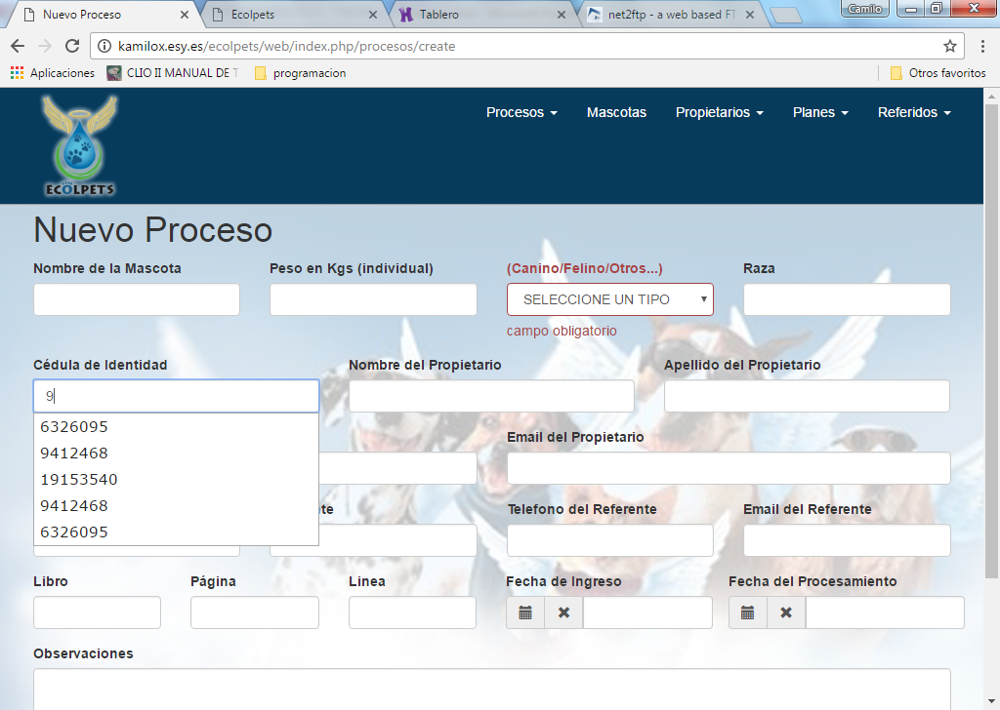 Nuevo Proceso
Ecolpets
Tablero
net2ftp - a web based FT
Camilo
kamilox.esy.es/ecolpets/web/index.php/procesos/create
Aplicaciones
CLIO II MANUAL DE T
programacion
Otros favoritos
ECOLPETS
Procesos
Mascotas
Propietarios
Planes
Referidos
Nuevo Proceso
Nombre de la Mascota
Peso en Kgs (individual)
(Canino/Felino/Otros...)
Raza
SELECCIONE UN TIPO
campo obligatorio
Cédula de Identidad
Nombre del Propietario
Apellido del Propietario
9
6326095
9412468
19153540
9412468
6326095
Email del Propietario
Telefono del Referente
Email del Referente
Libro
Página
Linea
Fecha de Ingreso
Fecha del Procesamiento
Observaciones